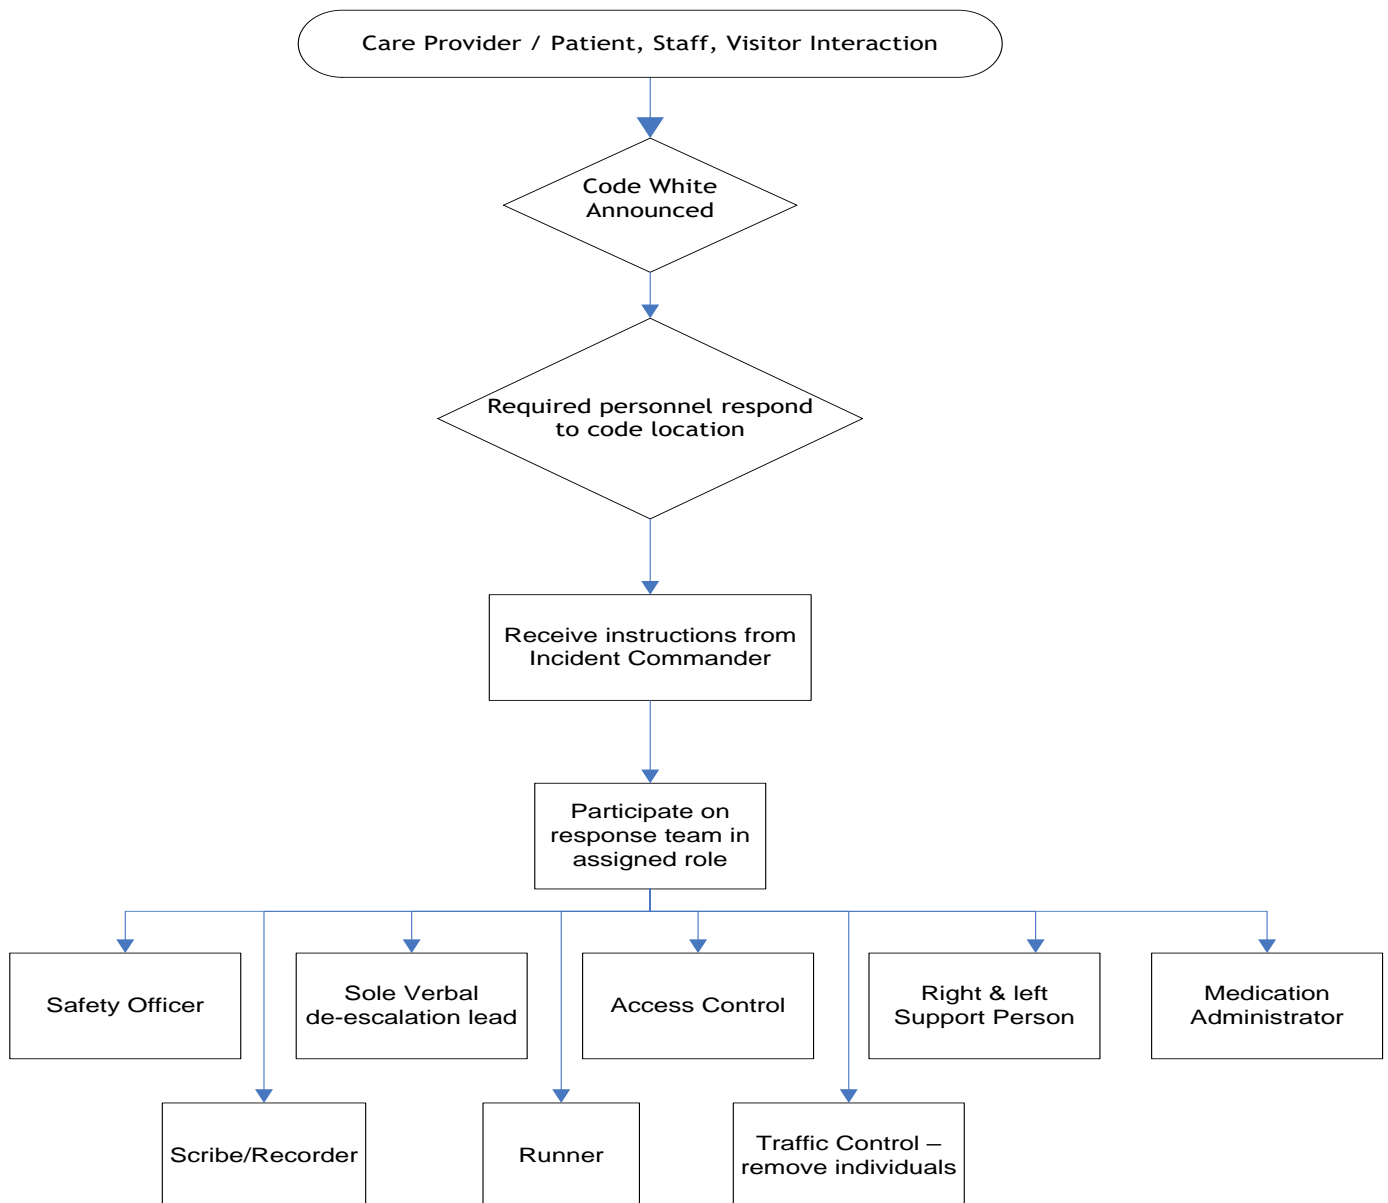 Care Provider / Patient, Staff, Visitor Interaction
Code White
Announced
Required personnel respond
to code location
Receive instructions from
Incident Commander
Participate on
response team in
assigned role
Safety Officer
Sole Verbal
de-escalation lead
Access Control
Right & left
Support Person
Medication
Administrator
Scribe/Recorder
Runner
Traffic Control –
remove individuals